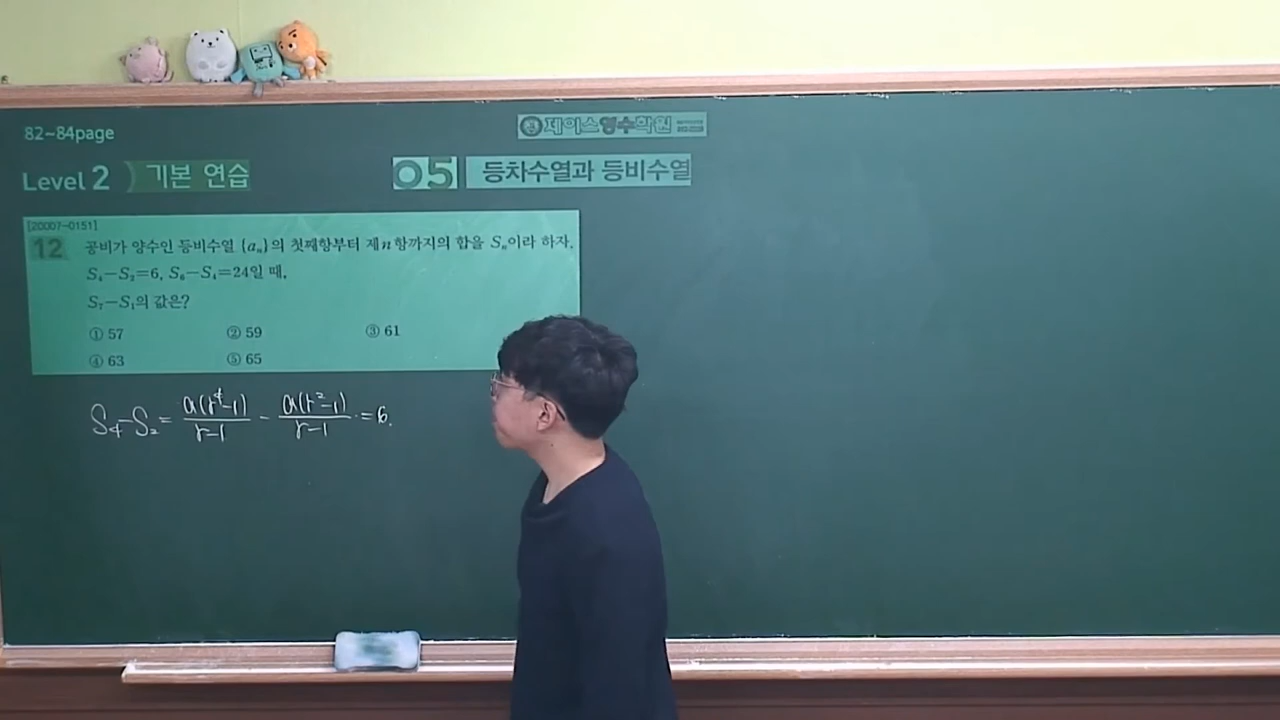 82~84page
제이스영수학원
Level 2 기본 연습
05 등차수열과 등비수열
[20007-0151]
12 공비가 양수인 등비수열 {aₙ}의 첫째항부터 제n항까지의 합을 Sₙ이라 하자.
S₄-S₂=6, S₆-S₄=24일 때,
S₇-S₁의 값은?
① 57 ② 59 ③ 61
④ 63 ⑤ 65
S₄-S₂ = a(r⁴-1)/r-1 - a(r²-1)/r-1 = 6.